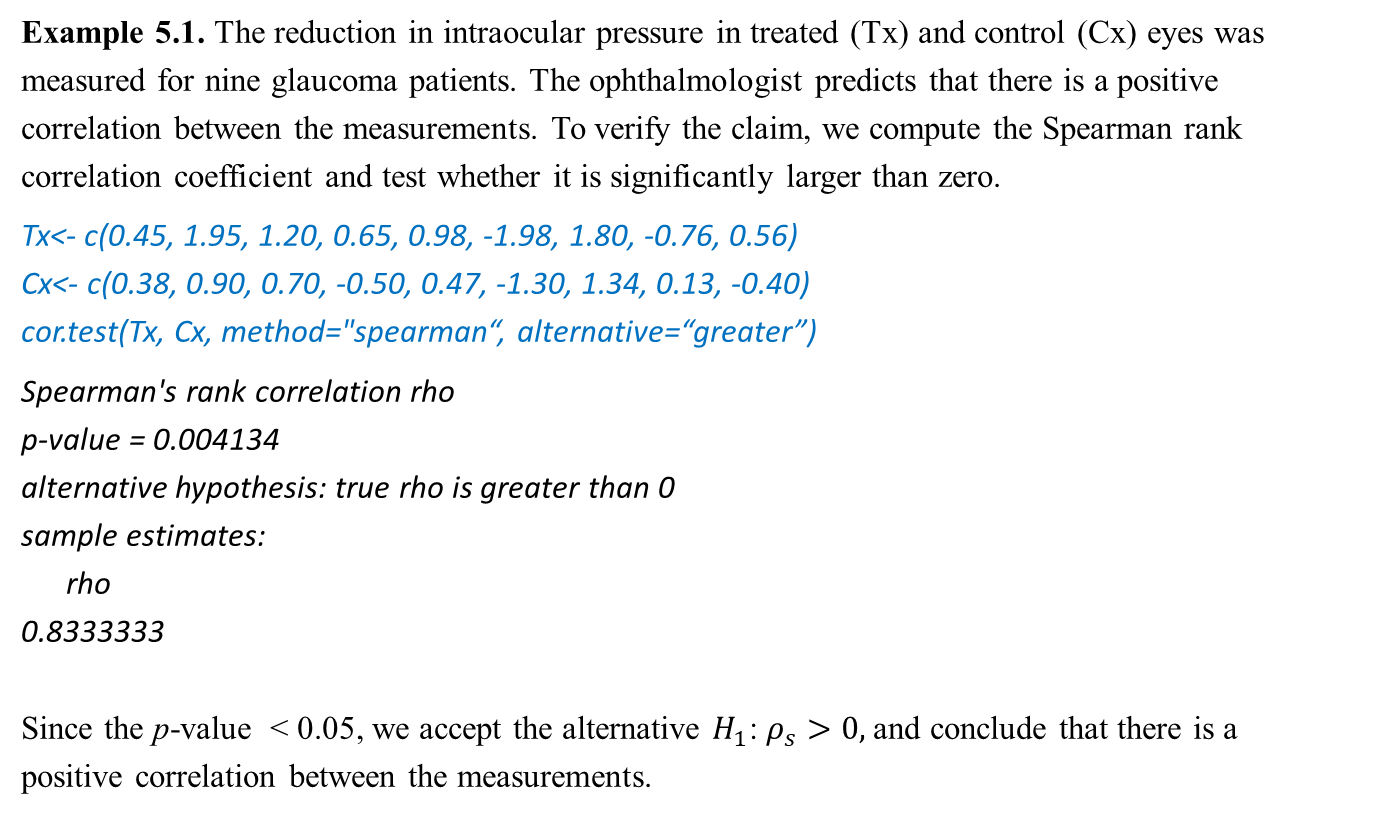 Example 5.1. The reduction in intraocular pressure in treated (Tx) and control (Cx) eyes was
measured for nine glaucoma patients. The ophthalmologist predicts that there is a positive
correlation between the measurements. To verify the claim, we compute the Spearman rank
correlation coefficient and test whether it is significantly larger than zero.
Tx<- c(0.45, 1.95, 1.20, 0.65, 0.98, -1.98, 1.80, -0.76, 0.56)
Cx<- c(0.38, 0.90, 0.70, -0.50, 0.47, -1.30, 1.34, 0.13, -0.40)
cor.test(Tx, Cx, method="spearman“, alternative=“greater”)
Spearman's rank correlation rho
p-value = 0.004134
alternative hypothesis: true rho is greater than 0
sample estimates:
rho
0.8333333
Since the p-value < 0.05, we accept the alternative H₁: ρₛ > 0, and conclude that there is a
positive correlation between the measurements.